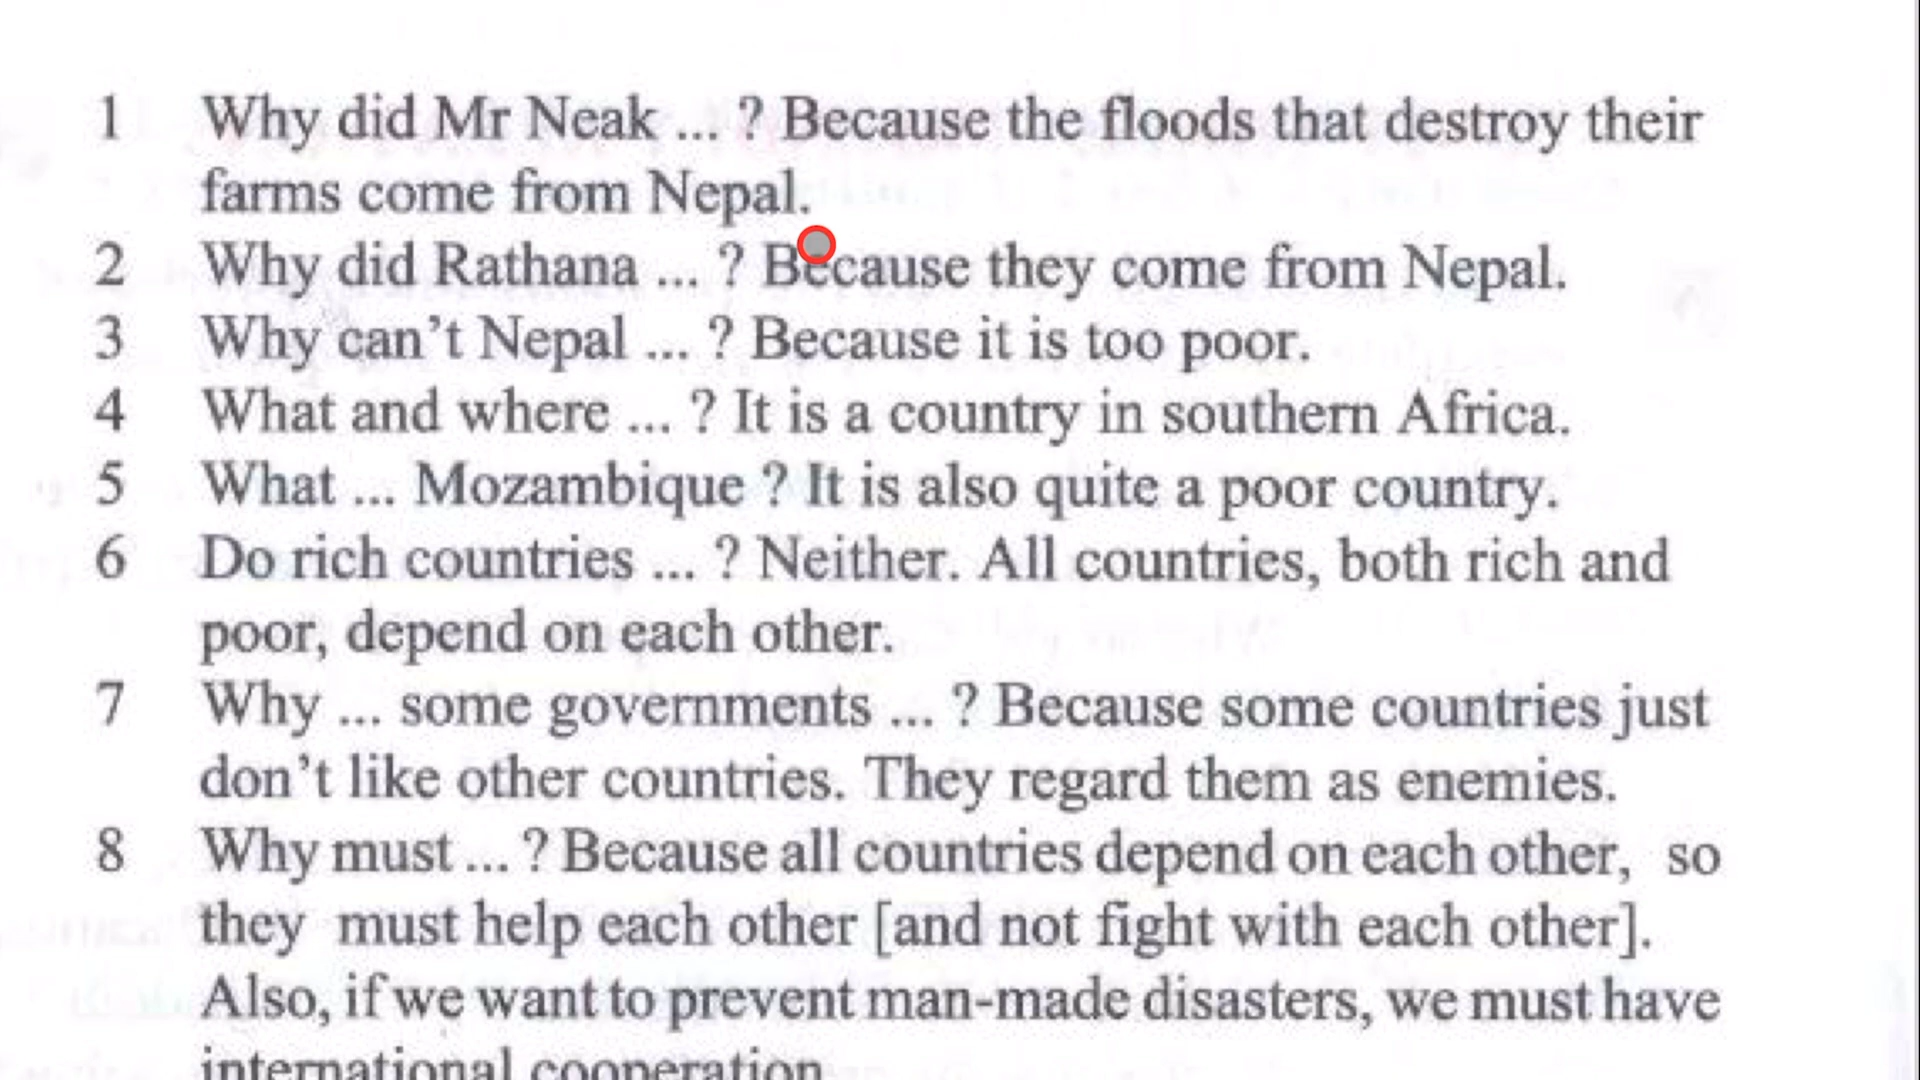 1 Why did Mr Neak ... ? Because the floods that destroy their
farms come from Nepal.
2 Why did Rathana ... ? Because they come from Nepal.
3 Why can't Nepal ... ? Because it is too poor.
4 What and where ... ? It is a country in southern Africa.
5 What ... Mozambique ? It is also quite a poor country.
6 Do rich countries ... ? Neither. All countries, both rich and
poor, depend on each other.
7 Why ... some governments ... ? Because some countries just
don't like other countries. They regard them as enemies.
8 Why must ... ? Because all countries depend on each other, so
they must help each other [and not fight with each other].
Also, if we want to prevent man-made disasters, we must have
international cooperation